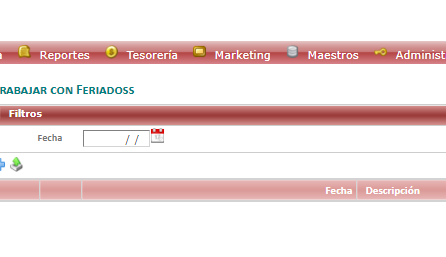 Reportes Tesorería Marketing Maestros Administ
RABAJAR CON FERIADOSS
Filtros
Fecha / /
Fecha Descripción